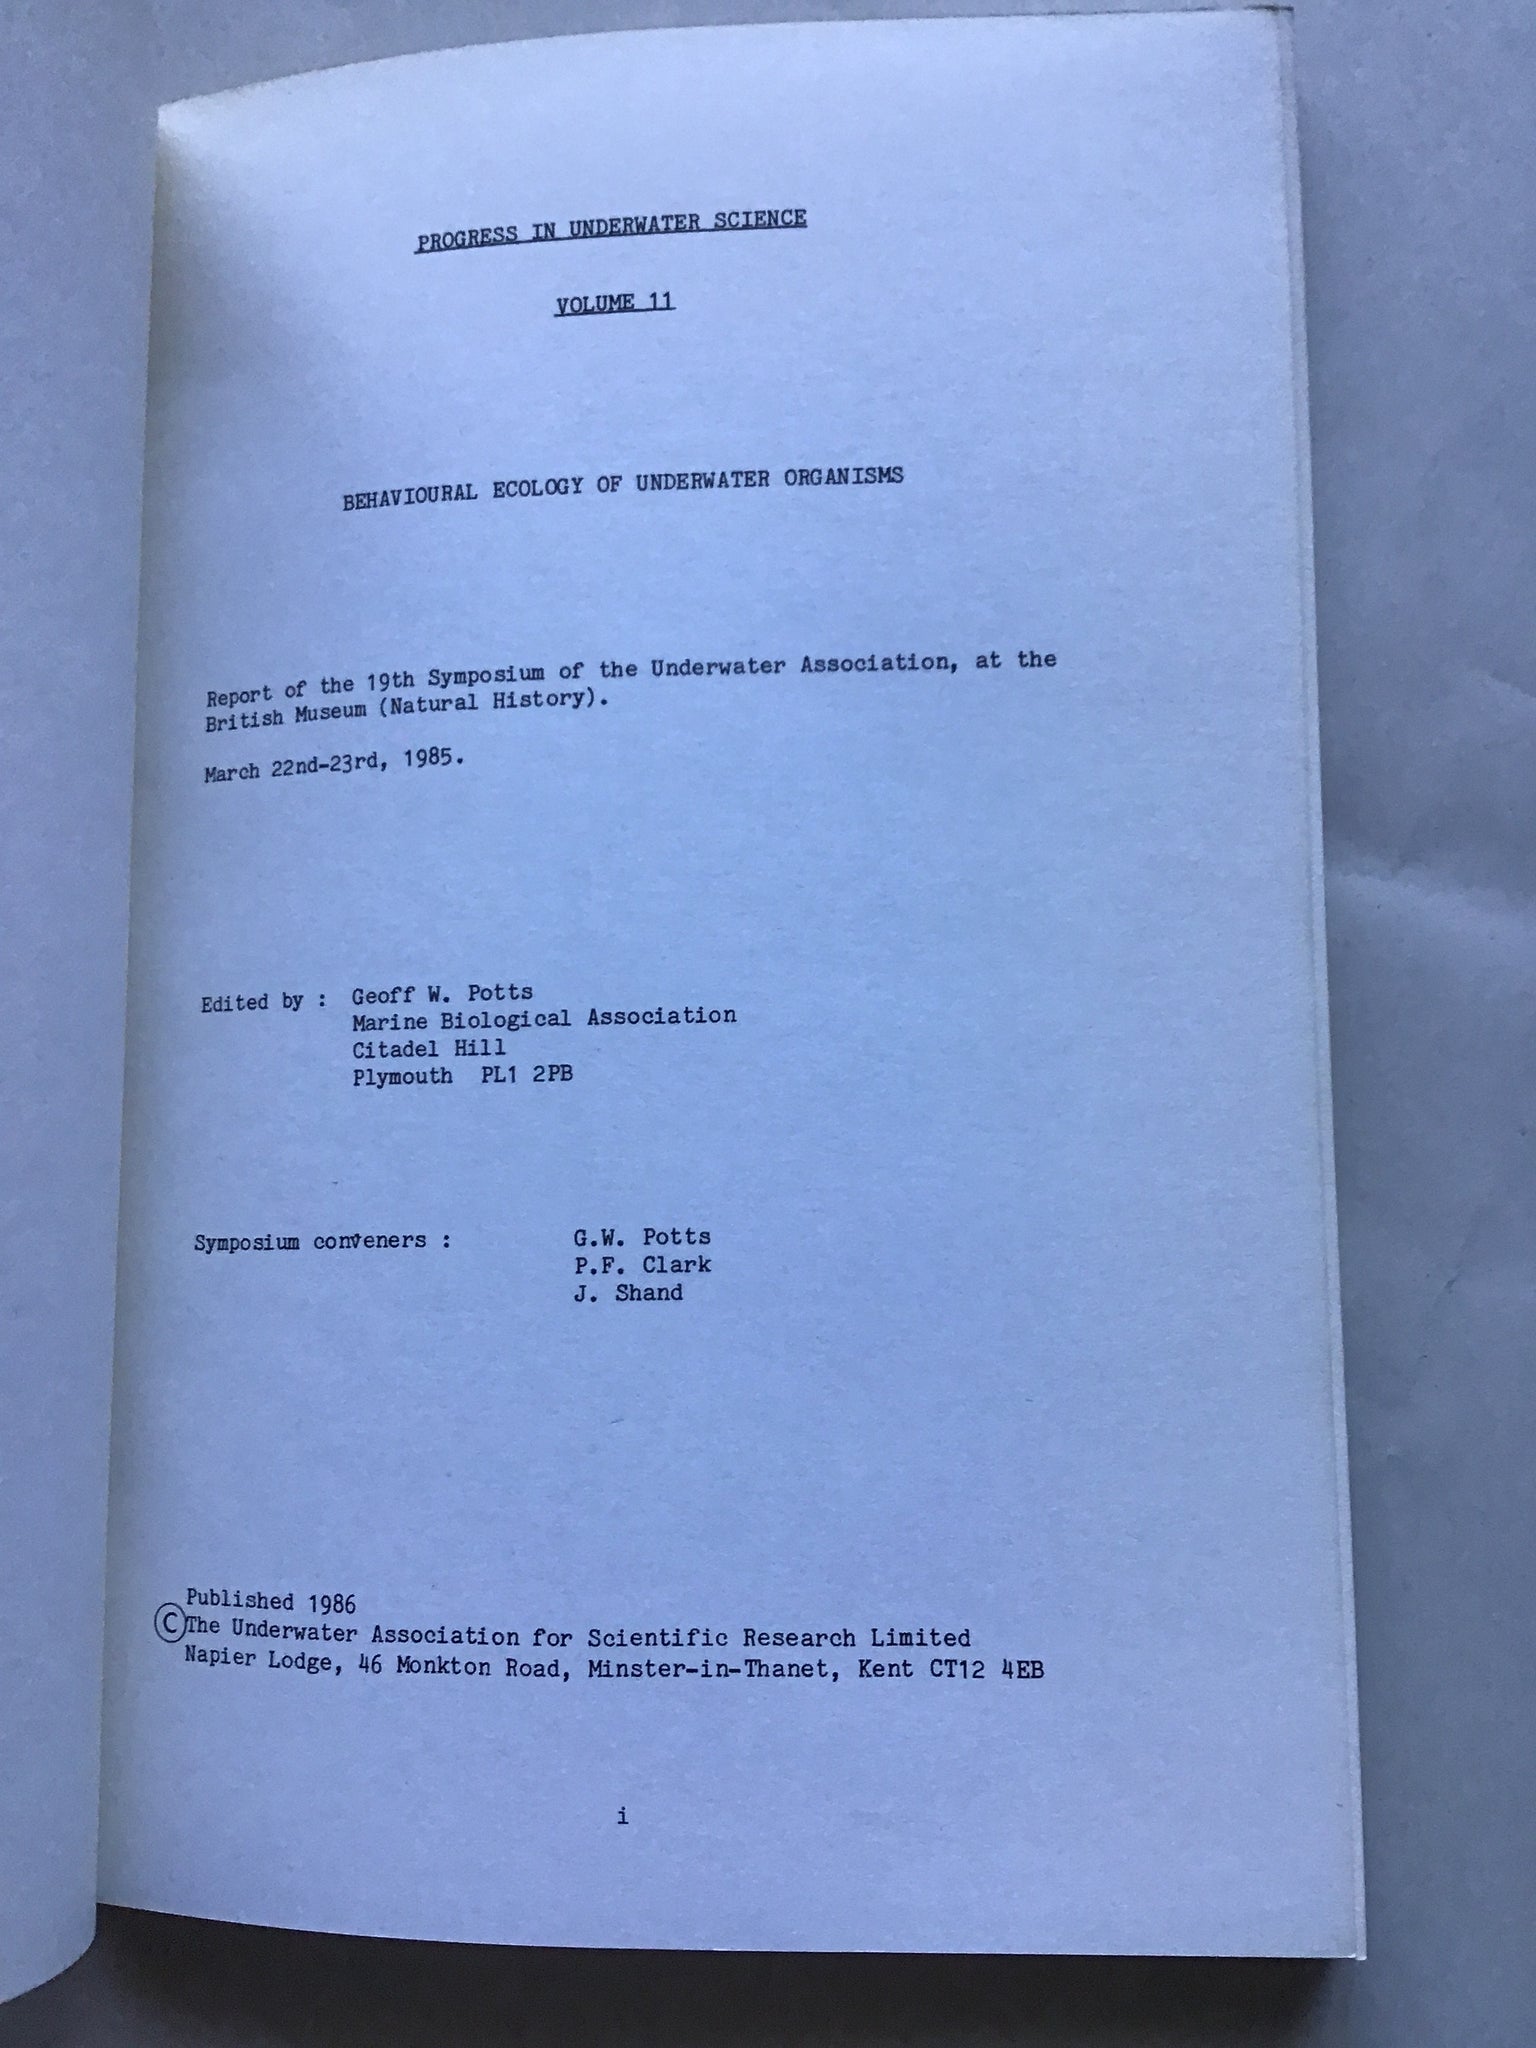 PROGRESS IN UNDERWATER SCIENCE
VOLUME 11
BEHAVIOURAL ECOLOGY OF UNDERWATER ORGANISMS
Report of the 19th Symposium of the Underwater Association, at the
British Museum (Natural History).
March 22nd-23rd, 1985.
Edited by : Geoff W. Potts
Marine Biological Association
Citadel Hill
Plymouth PL1 2PB
Symposium conveners : G.W. Potts
P.F. Clark
J. Shand
Published 1986
©The Underwater Association for Scientific Research Limited
Napier Lodge, 46 Monkton Road, Minster-in-Thanet, Kent CT12 4EB
i